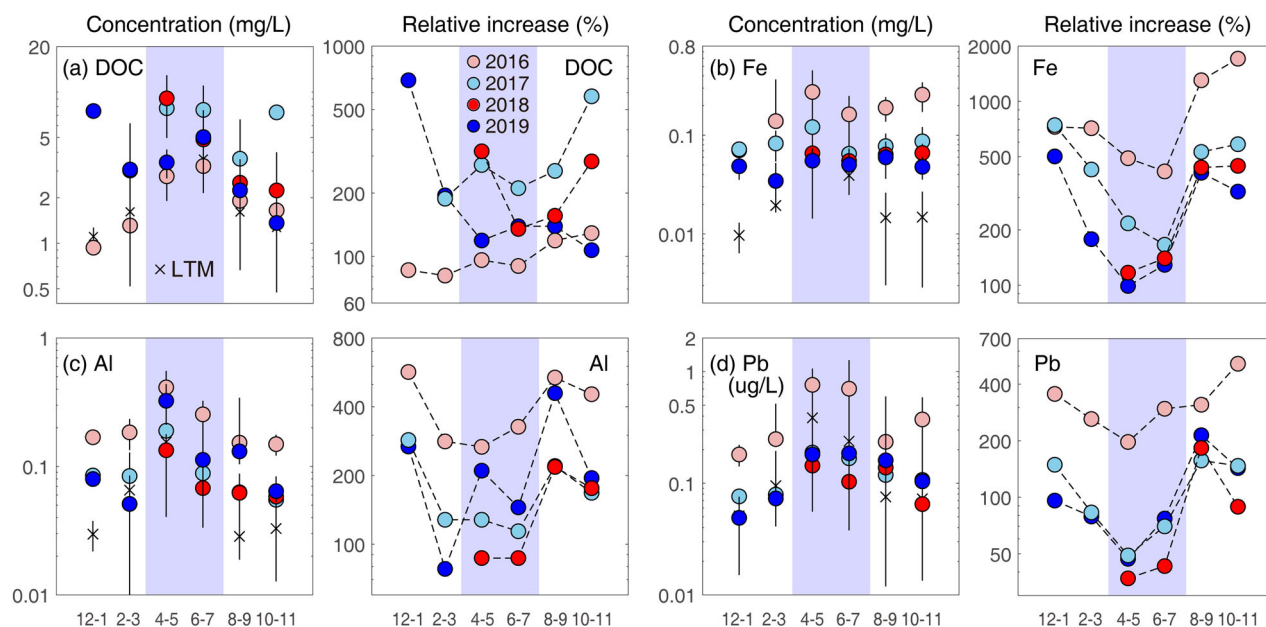 Concentration (mg/L) Relative increase (%) Concentration (mg/L) Relative increase (%)
20 1000 0.8 2000
(a) DOC 2016 DOC (b) Fe Fe
2017
2018
2019
5 500 0.1 1000
2 200 500
1 LTM 100 0.01 200
0.5 60 100
1 800 2 700
(c) Al Al (d) Pb Pb
(ug/L)
1 400
400 0.5
0.1 200 200
0.1 100
100 50
0.01 0.01
12-1 2-3 4-5 6-7 8-9 10-11 12-1 2-3 4-5 6-7 8-9 10-11 12-1 2-3 4-5 6-7 8-9 10-11 12-1 2-3 4-5 6-7 8-9 10-11